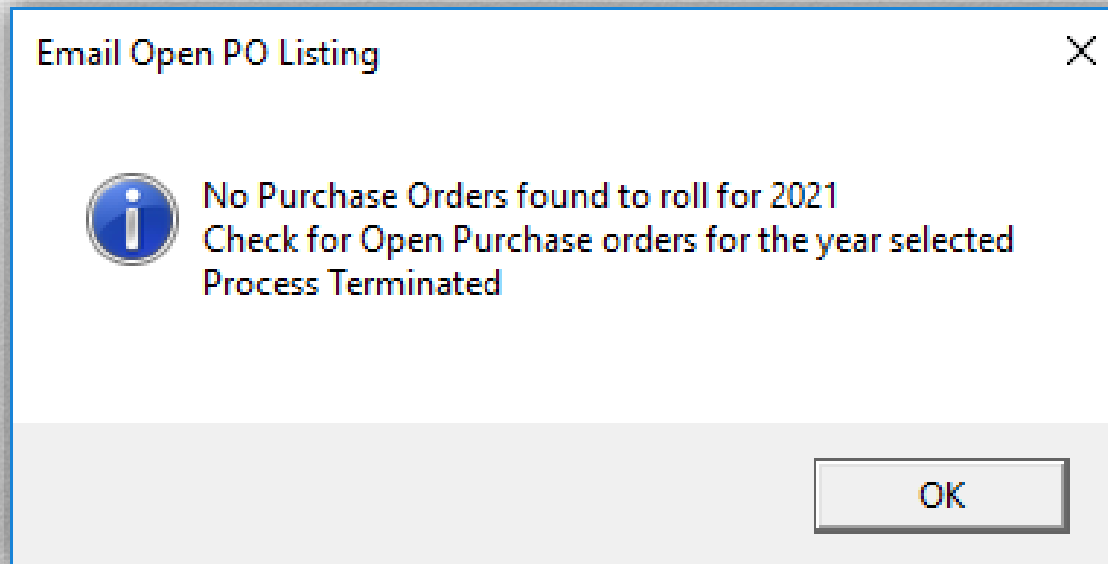 Email Open PO Listing
No Purchase Orders found to roll for 2021
Check for Open Purchase orders for the year selected
Process Terminated
OK